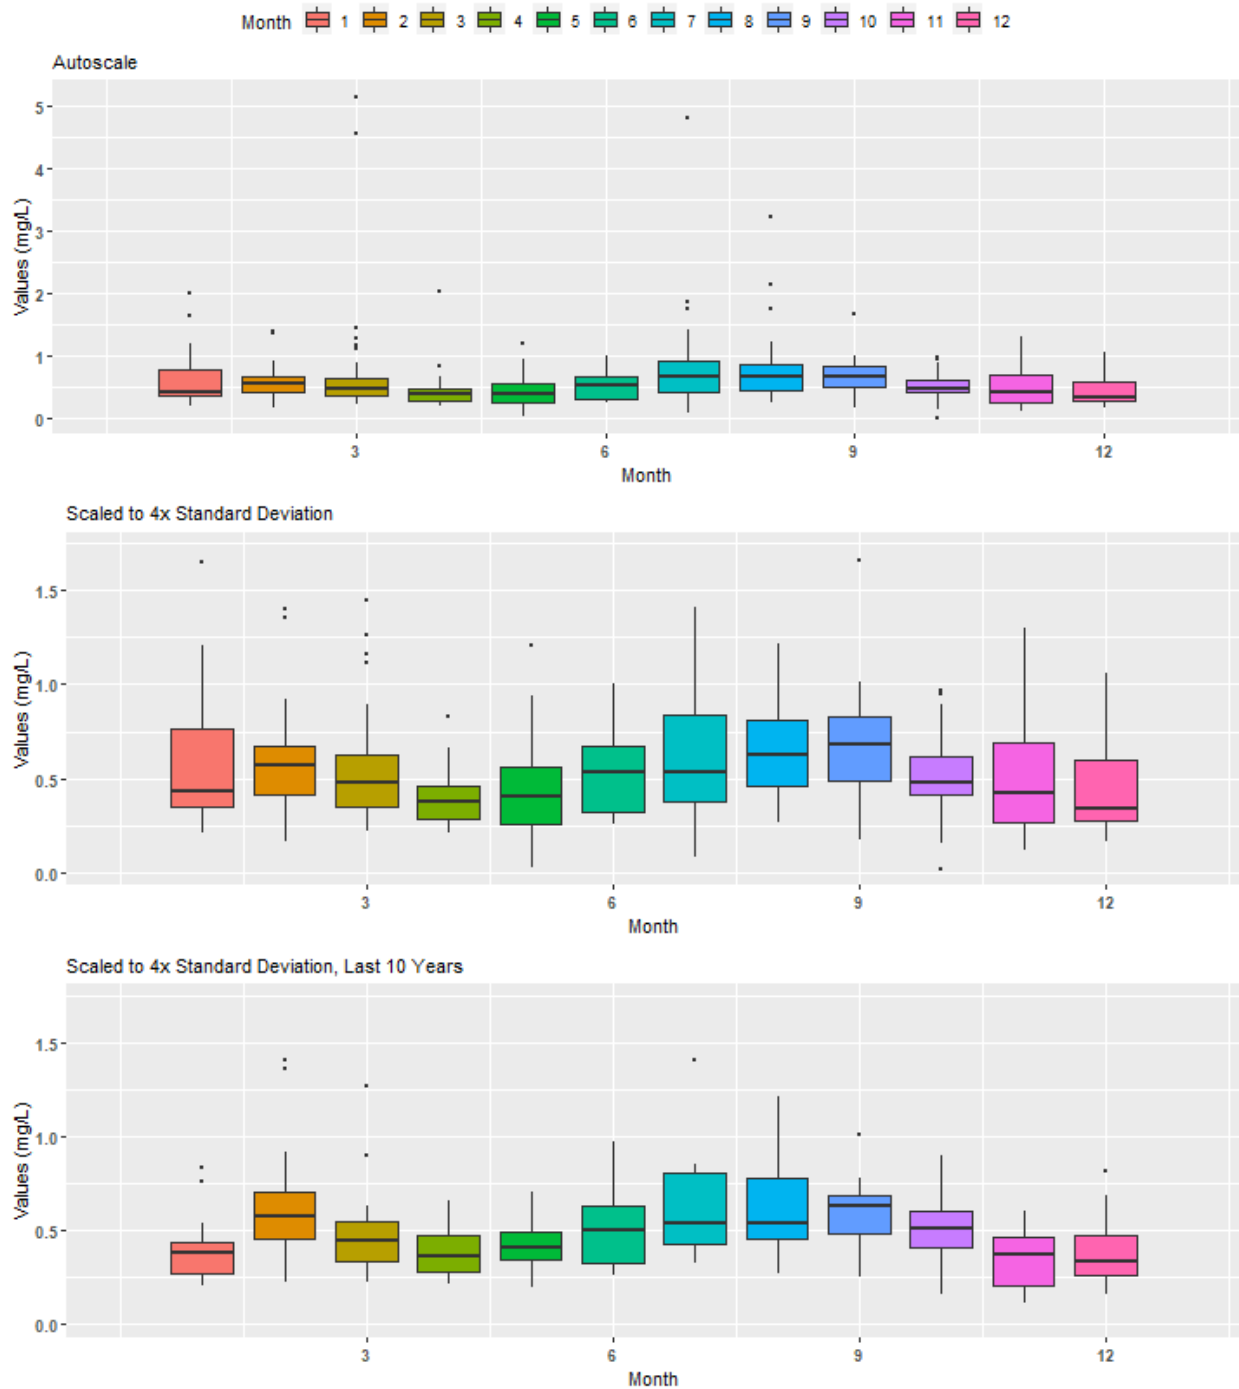 Month 1 2 3 4 5 6 7 8 9 10 11 12
Autoscale
Values (mg/L)
5
4
3
2
1
0
3 6 9 12
Month
Scaled to 4x Standard Deviation
Values (mg/L)
1.5
1.0
0.5
0.0
3 6 9 12
Month
Scaled to 4x Standard Deviation, Last 10 Years
Values (mg/L)
1.5
1.0
0.5
0.0
3 6 9 12
Month